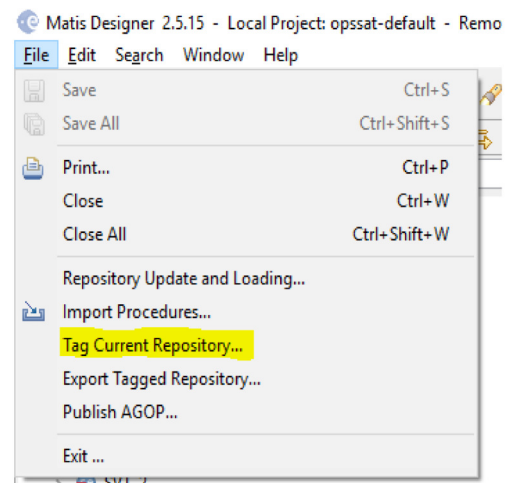 Matis Designer 2.5.15 - Local Project: opssat-default - Remo
File Edit Search Window Help
Save Ctrl+S
Save All Ctrl+Shift+S
Print... Ctrl+P
Close Ctrl+W
Close All Ctrl+Shift+W
Repository Update and Loading...
Import Procedures...
Tag Current Repository...
Export Tagged Repository...
Publish AGOP...
Exit ...